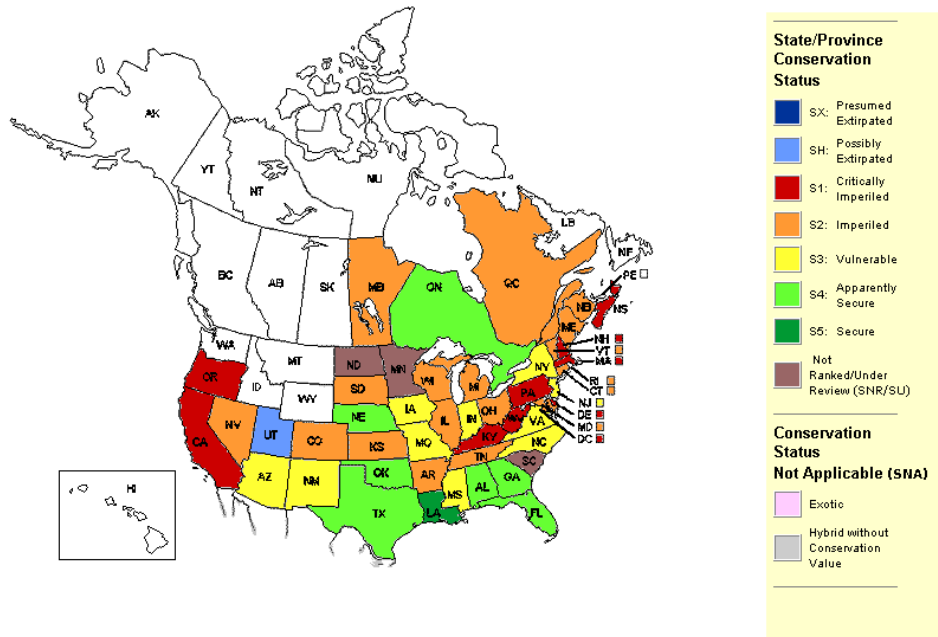 AK
YT
NT
NU
BC
AB
SK
MB
ON
QC
LB
NF
PE
NB
NS
ME
NH
VT
MA
RI
CT
NJ
DE
MD
DC
WA
MT
ND
MN
OR
ID
WY
SD
WI
MI
NY
PA
CA
NV
UT
CO
NE
IA
IL
IN
OH
WV
VA
KS
MO
KY
NC
AZ
NM
OK
AR
TN
SC
TX
LA
MS
AL
GA
FL
HI
State/Province
Conservation
Status
SX: Presumed
Extirpated
SH: Possibly
Extirpated
S1: Critically
Imperiled
S2: Imperiled
S3: Vulnerable
S4: Apparently
Secure
S5: Secure
Not
Ranked/Under
Review (SNR/SU)
Conservation
Status
Not Applicable (SNA)
Exotic
Hybrid without
Conservation
Value